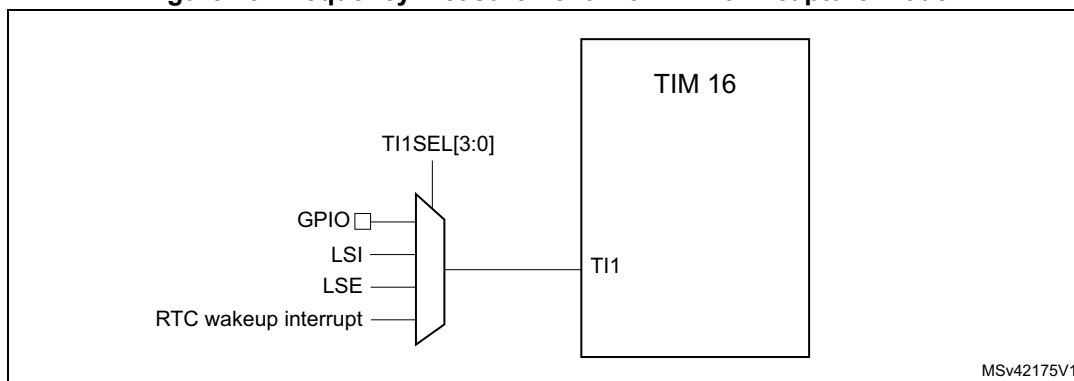 TIM 16
TI1SEL[3:0]
GPIO
LSI
TI1
LSE
RTC wakeup interrupt
MSv42175V1